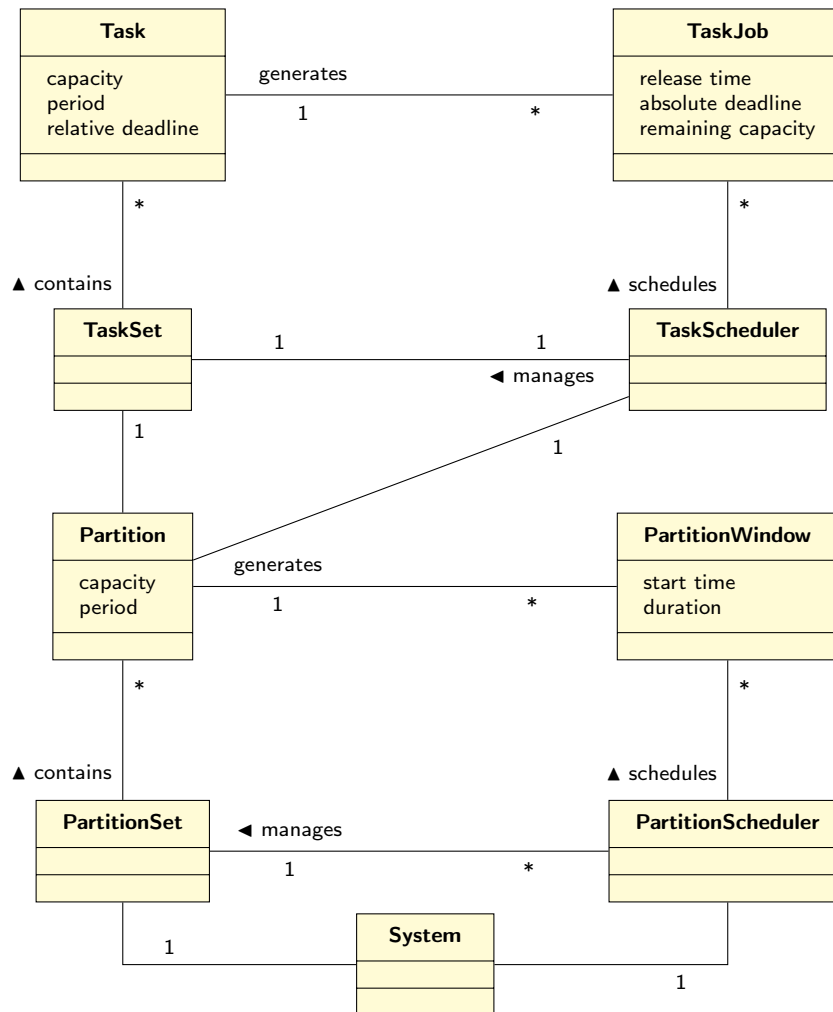 Task
capacity
period
relative deadline
TaskJob
release time
absolute deadline
remaining capacity
generates
1
*
*
*
▲ contains
▲ schedules
TaskSet
TaskScheduler
1
1
◄ manages
1
1
Partition
capacity
period
PartitionWindow
start time
duration
generates
1
*
*
*
▲ contains
▲ schedules
PartitionSet
PartitionScheduler
◄ manages
1
*
System
1
1